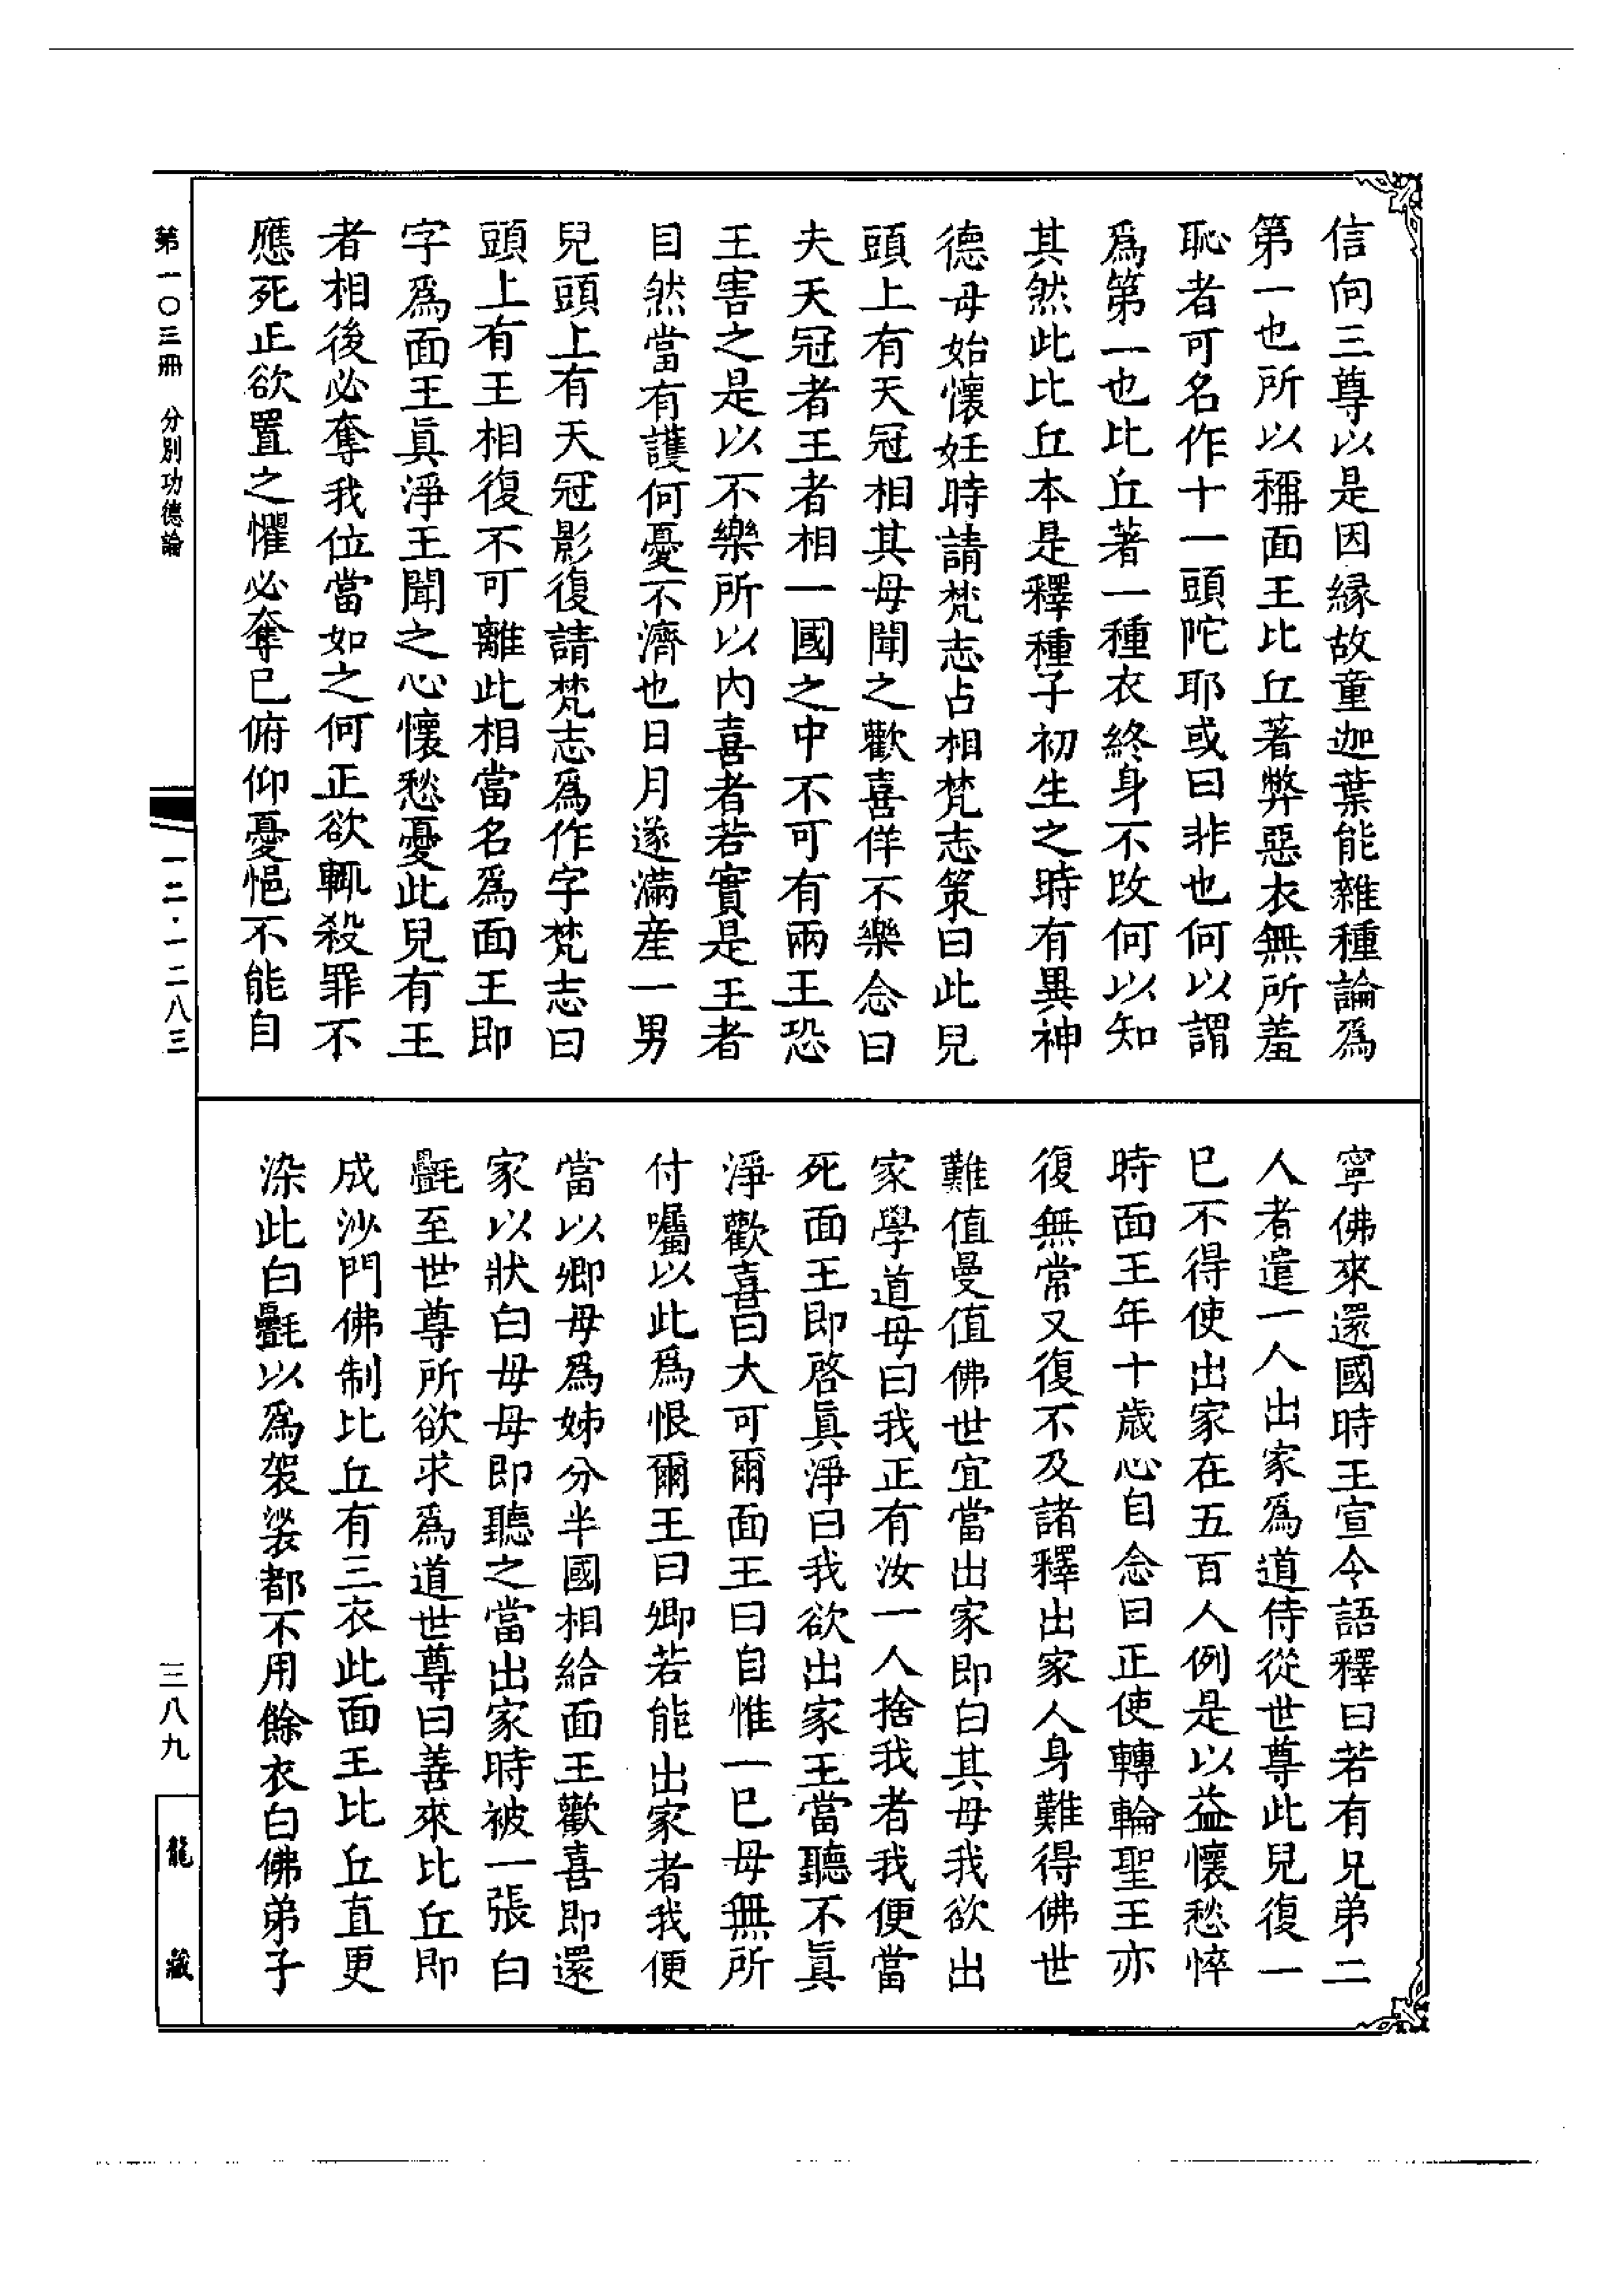 信向三尊以是因緣故童迦葉能雜種論爲
第一也所以稱面王比丘著弊惡衣無所羞
恥者可名作十一頭陀耶或曰非也何以謂
爲第一也比丘著一種衣終身不改何以知
其然此比丘本是釋種子初生之時有異神
德母始懷妊時請梵志占相梵志策曰此兒
頭上有天冠相其母聞之歡喜佯不樂念曰
夫天冠者王者相一國之中不可有兩王恐
王害之是以不樂所以内喜者若實是王者
自然當有護何憂不濟也日月遂滿産一男
兒頭上有天冠影復請梵志爲作字梵志曰
頭上有王相復不可離此相當名爲面王即
字爲面王眞淨王聞之心懷愁憂此兒有王
者相後必奪我位當如之何正欲輒殺罪不
應死正欲置之懼必奪已俯仰憂悒不能自
寧佛來還國時王宣令語釋曰若有兄弟二
人者遣一人出家爲道侍從世尊此兒復一
已不得使出家在五百人例是以益懷愁悴
時面王年十歲心自念曰正使轉輪聖王亦
復無常又復不及諸釋出家人身難得佛世
難值曼值佛世宜當出家即白其母我欲出
家學道母曰我正有汝一人捨我者我便當
死面王即啓眞淨曰我欲出家王當聽不眞
淨歡喜曰大可爾面王曰自惟一已母無所
付囑以此爲恨爾王曰卿若能出家者我便
當以卿母爲姊分半國相給面王歡喜即還
家以狀白母母即聽之當出家時被一張白
㲲至世尊所欲求爲道世尊曰善來比丘即
成沙門佛制比丘有三衣此面王比丘直更
染此白㲲以爲袈裟都不用餘衣白佛弟子
第一〇三冊　分別功德論
一二·一二八三
三八九
龍藏